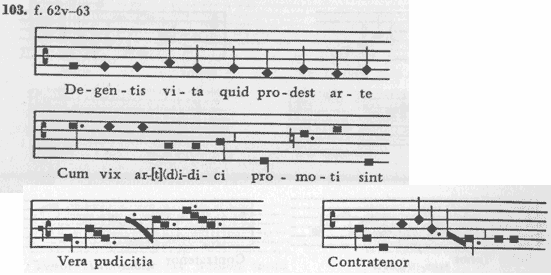 103. f. 62v–63
De-gen-tis vi-ta quid pro-dest ar-te
Cum vix ar-[t](d)i-di-ci pro-mo-ti sint
Vera pudicitia
Contratenor